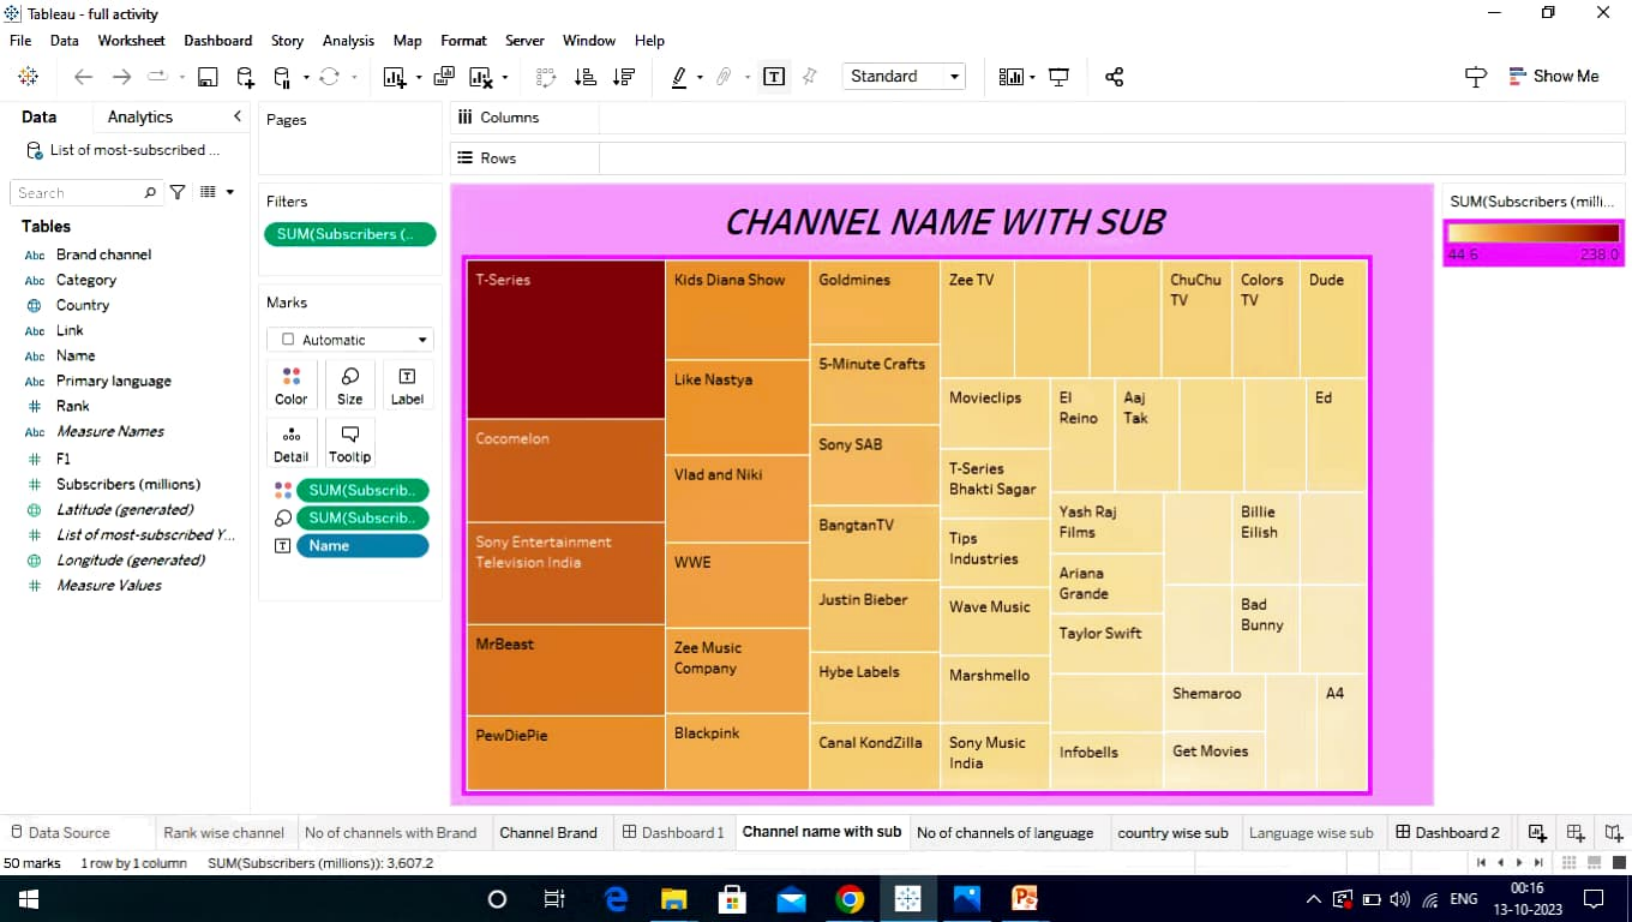 Tableau - full activity
File Data Worksheet Dashboard Story Analysis Map Format Server Window Help
Standard
Show Me
Data
Analytics
List of most-subscribed ...
Search
Tables
Abc Brand channel
Abc Category
Country
Abc Link
Abc Name
Abc Primary language
# Rank
Abc Measure Names
# F1
# Subscribers (millions)
Latitude (generated)
# List of most-subscribed Y...
Longitude (generated)
# Measure Values
Pages
Filters
SUM(Subscribers (..
Marks
Automatic
Color
Size
Label
Detail
Tooltip
SUM(Subscrib..
SUM(Subscrib..
Name
Columns
Rows
CHANNEL NAME WITH SUB
T-Series
Cocomelon
Sony Entertainment
Television India
MrBeast
PewDiePie
Kids Diana Show
Like Nastya
Vlad and Niki
WWE
Zee Music
Company
Blackpink
Goldmines
5-Minute Crafts
Sony SAB
BangtanTV
Justin Bieber
Hybe Labels
Canal KondZilla
Zee TV
ChuChu
TV
Colors
TV
Dude
Movieclips
T-Series
Bhakti Sagar
Tips
Industries
Wave Music
Marshmello
Sony Music
India
El
Reino
Aaj
Tak
Ed
Yash Raj
Films
Ariana
Grande
Taylor Swift
Infobells
Billie
Eilish
Bad
Bunny
Shemaroo
Get Movies
A4
SUM(Subscribers (milli...
44.6 238.0
Data Source
Rank wise channel
No of channels with Brand
Channel Brand
Dashboard 1
Channel name with sub
No of channels of language
country wise sub
Language wise sub
Dashboard 2
50 marks 1 row by 1 column SUM(Subscribers (millions)): 3,607.2
ENG
00:16
13-10-2023